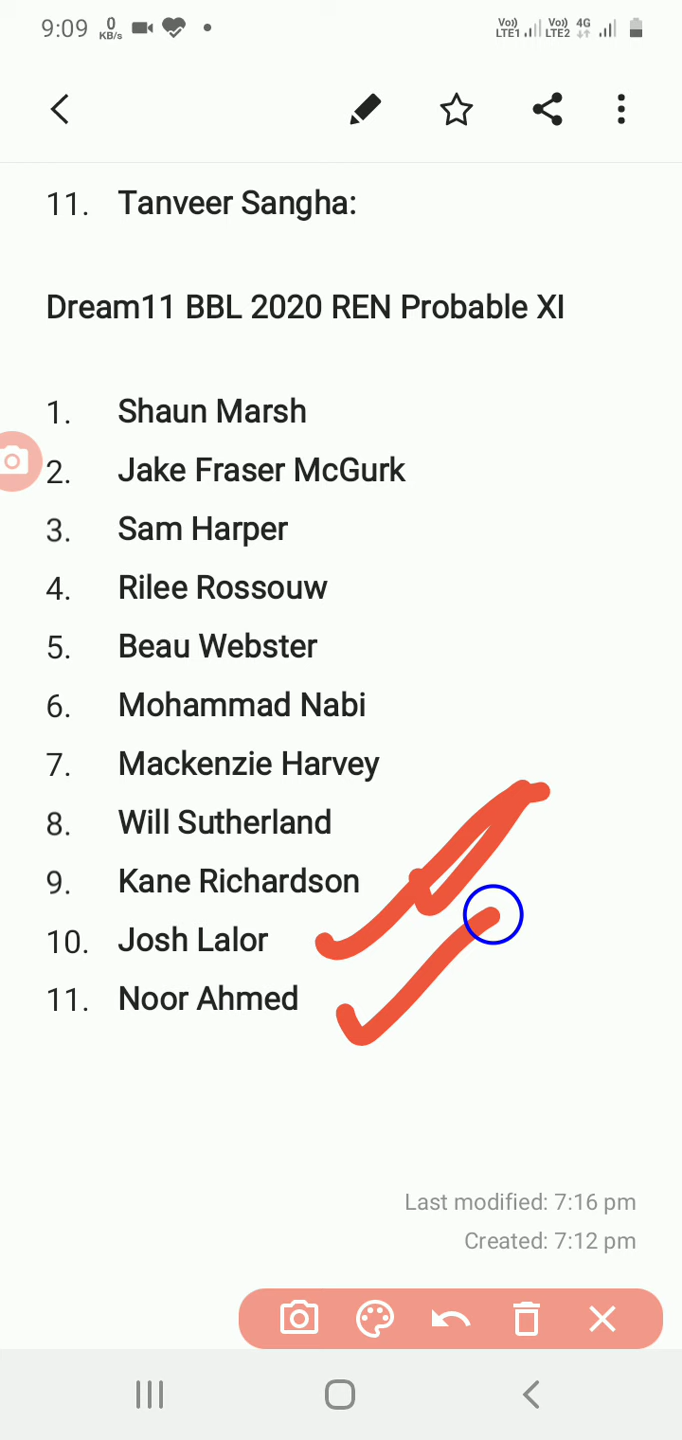 9:09 0 KB/s Vo)) LTE1 Vo)) LTE2 4G
11. Tanveer Sangha:
Dream11 BBL 2020 REN Probable XI
1. Shaun Marsh
2. Jake Fraser McGurk
3. Sam Harper
4. Rilee Rossouw
5. Beau Webster
6. Mohammad Nabi
7. Mackenzie Harvey
8. Will Sutherland
9. Kane Richardson
10. Josh Lalor
11. Noor Ahmed
Last modified: 7:16 pm
Created: 7:12 pm